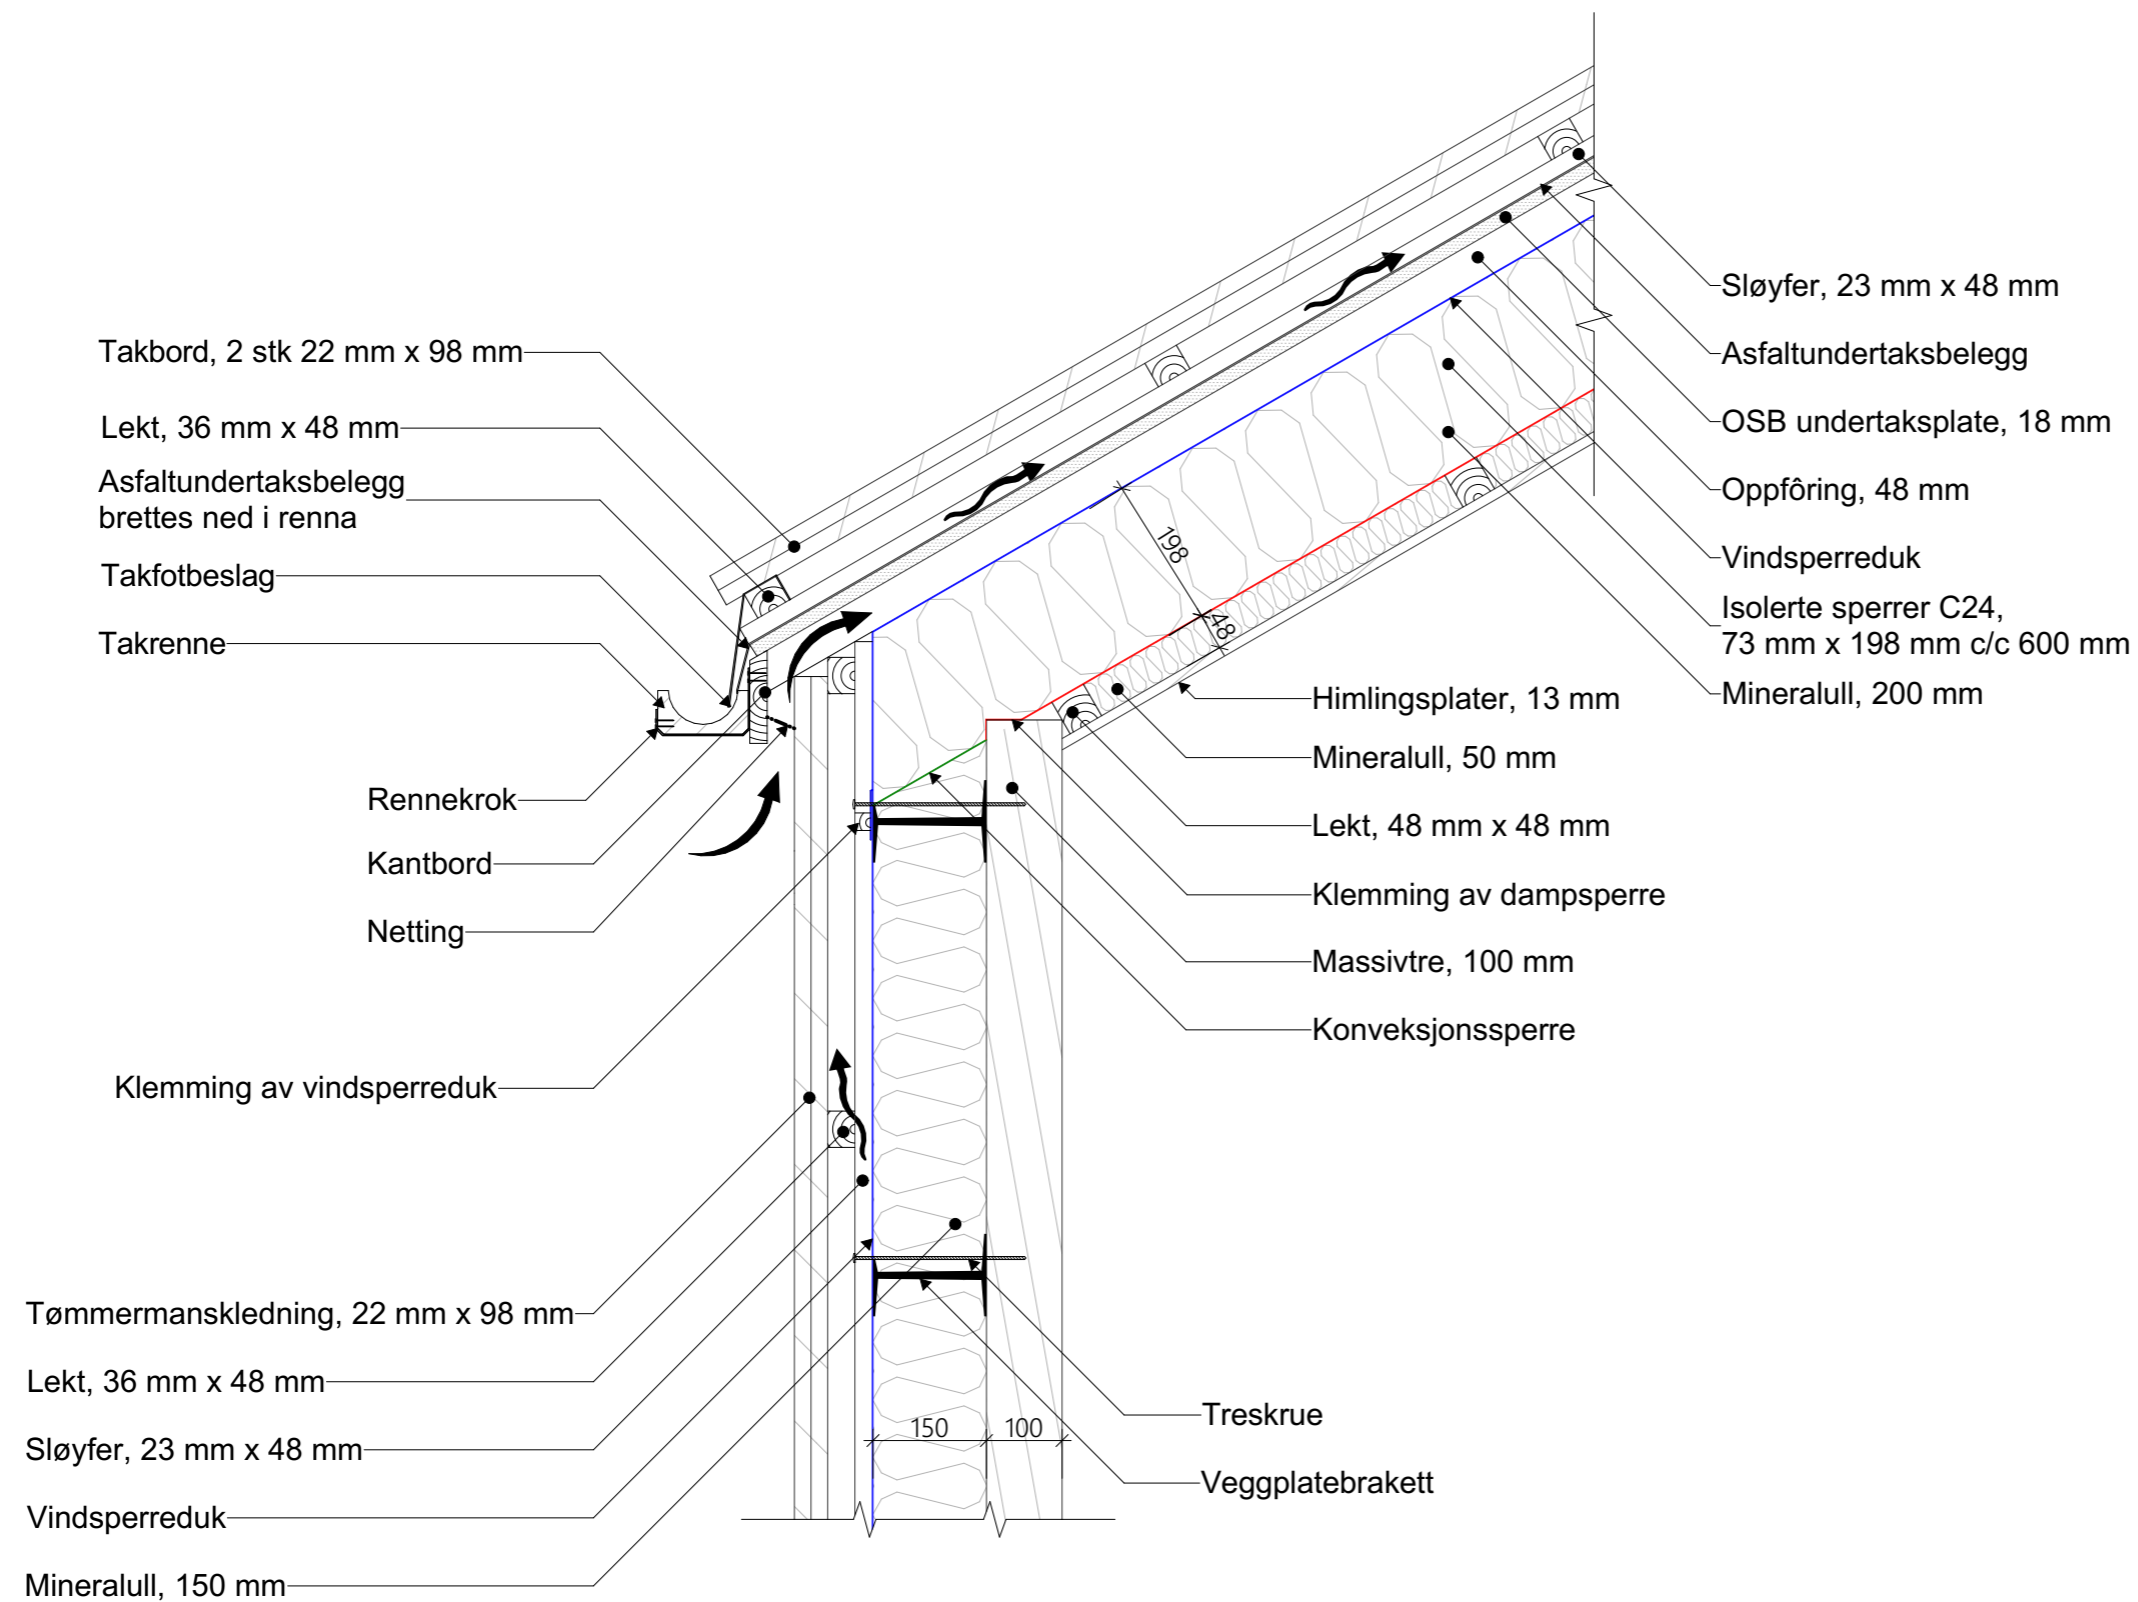 Takbord, 2 stk 22 mm x 98 mm
Lekt, 36 mm x 48 mm
Asfaltundertaksbelegg
brettes ned i renna
Takfotbeslag
Takrenne
Rennekrok
Kantbord
Netting
Klemming av vindsperreduk
Tømmermanskledning, 22 mm x 98 mm
Lekt, 36 mm x 48 mm
Sløyfer, 23 mm x 48 mm
Vindsperreduk
Mineralull, 150 mm
198
48
150
100
Sløyfer, 23 mm x 48 mm
Asfaltundertaksbelegg
OSB undertaksplate, 18 mm
Oppfôring, 48 mm
Vindsperreduk
Isolerte sperrer C24,
73 mm x 198 mm c/c 600 mm
Mineralull, 200 mm
Himlingsplater, 13 mm
Mineralull, 50 mm
Lekt, 48 mm x 48 mm
Klemming av dampsperre
Massivtre, 100 mm
Konveksjonssperre
Treskrue
Veggplatebrakett